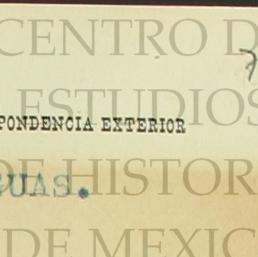 CENTRO D
ESTUDIOS
PONDENCIA EXTERIOR
DE HISTOR
UAS.
DE MEXIC